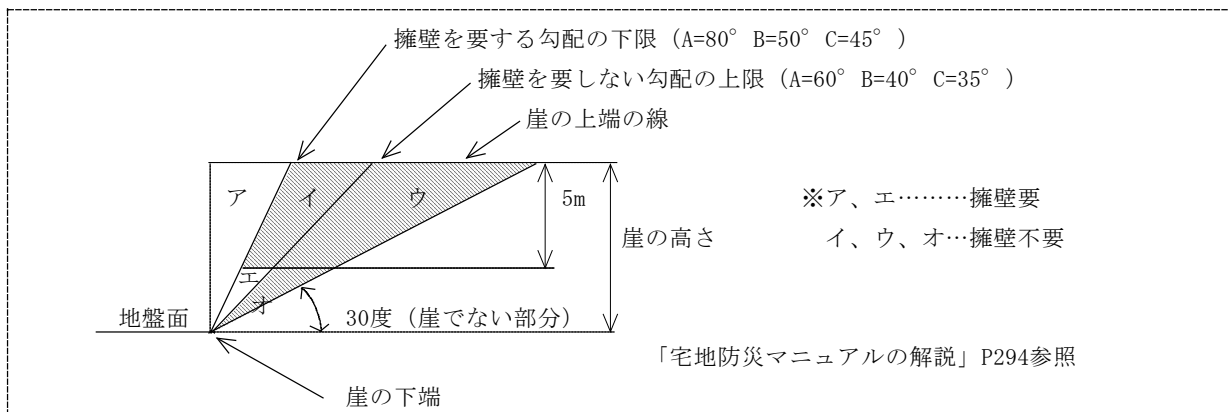 擁壁を要する勾配の下限（A=80° B=50° C=45°）
擁壁を要しない勾配の上限（A=60° B=40° C=35°）
崖の上端の線
ア
イ
ウ
5m
崖の高さ
※ア、エ………擁壁要
イ、ウ、オ…擁壁不要
エ
オ
地盤面
30度（崖でない部分）
「宅地防災マニュアルの解説」P294参照
崖の下端